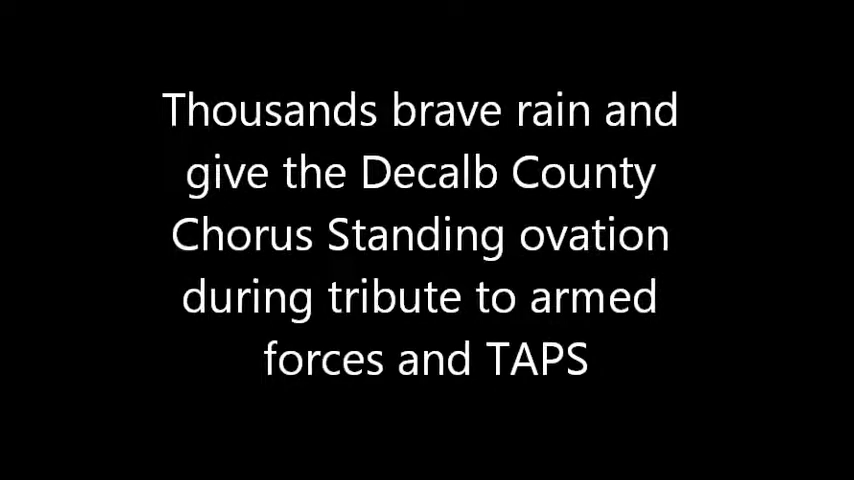 Thousands brave rain and
give the Decalb County
Chorus Standing ovation
during tribute to armed
forces and TAPS